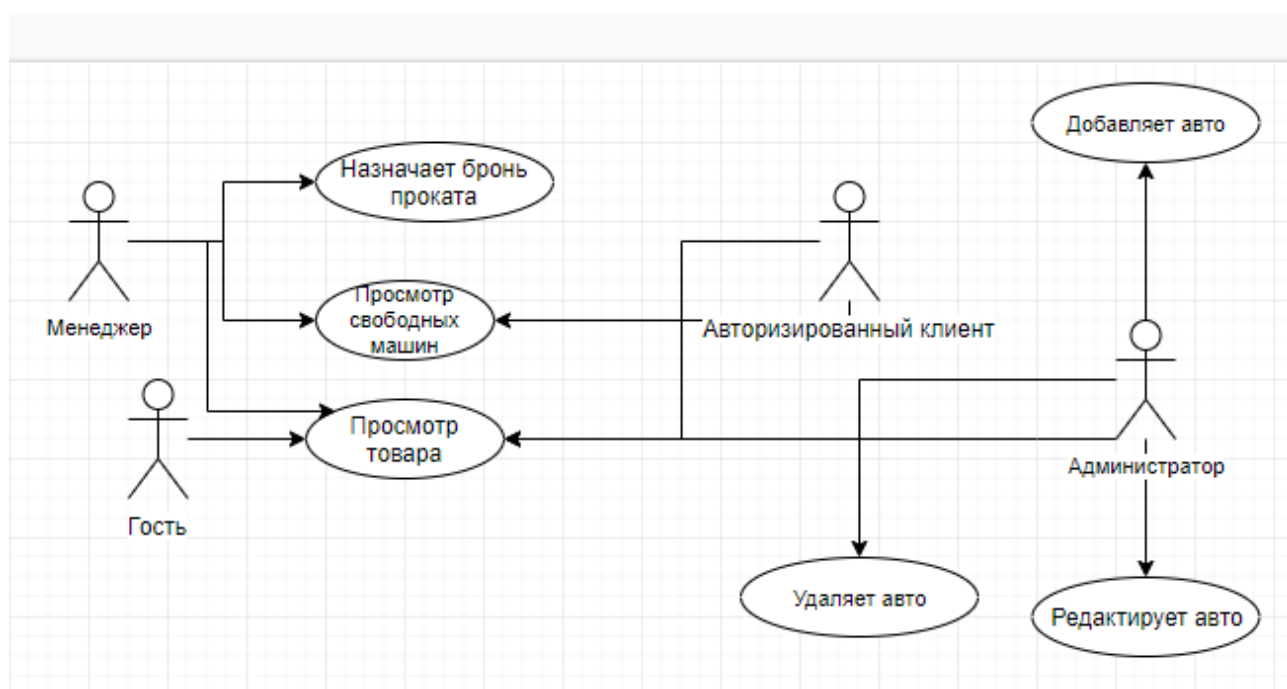 Добавляет авто
Назначает бронь
проката
Менеджер
Просмотр
свободных
машин
Авторизированный клиент
Просмотр
товара
Гость
Администратор
Удаляет авто
Редактирует авто